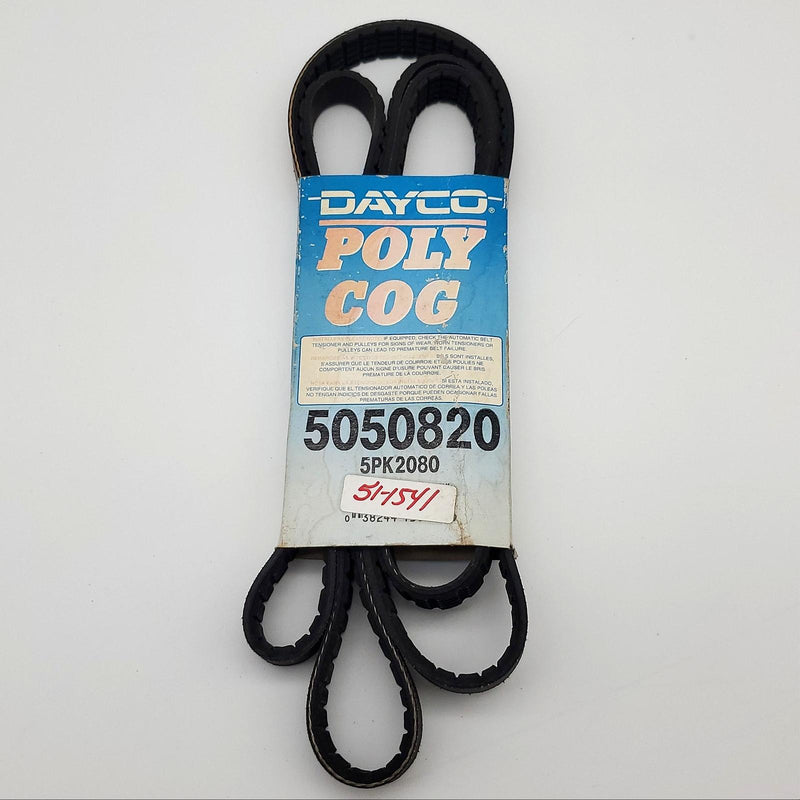 DAYCO®
POLY
COG
IF EQUIPPED, CHECK THE AUTOMATIC BELT
TENSIONER AND PULLEYS FOR SIGNS OF WEAR. WORN TENSIONERS OR
PULLEYS CAN LEAD TO PREMATURE BELT FAILURE.
SONT INSTALLES,
S'ASSURER QUE LE TENDEUR DE COURROIE ET POULIES NE
COMPORTENT AUCUN SIGNE D'USURE POUVANT CAUSER LE BRIS
PREMATURE DE LA COURROIE.
SI ESTA INSTALADO,
VERIFIQUE QUE EL TENSIONADOR AUTOMATICO DE CORREA Y LAS POLEAS
NO TENGAN INDICIOS DE DESGASTE PORQUE PUEDEN OCASIONAR FALLAS
PREMATURAS DE LAS CORREAS.
5050820
5PK2080
51-1541
0 38244